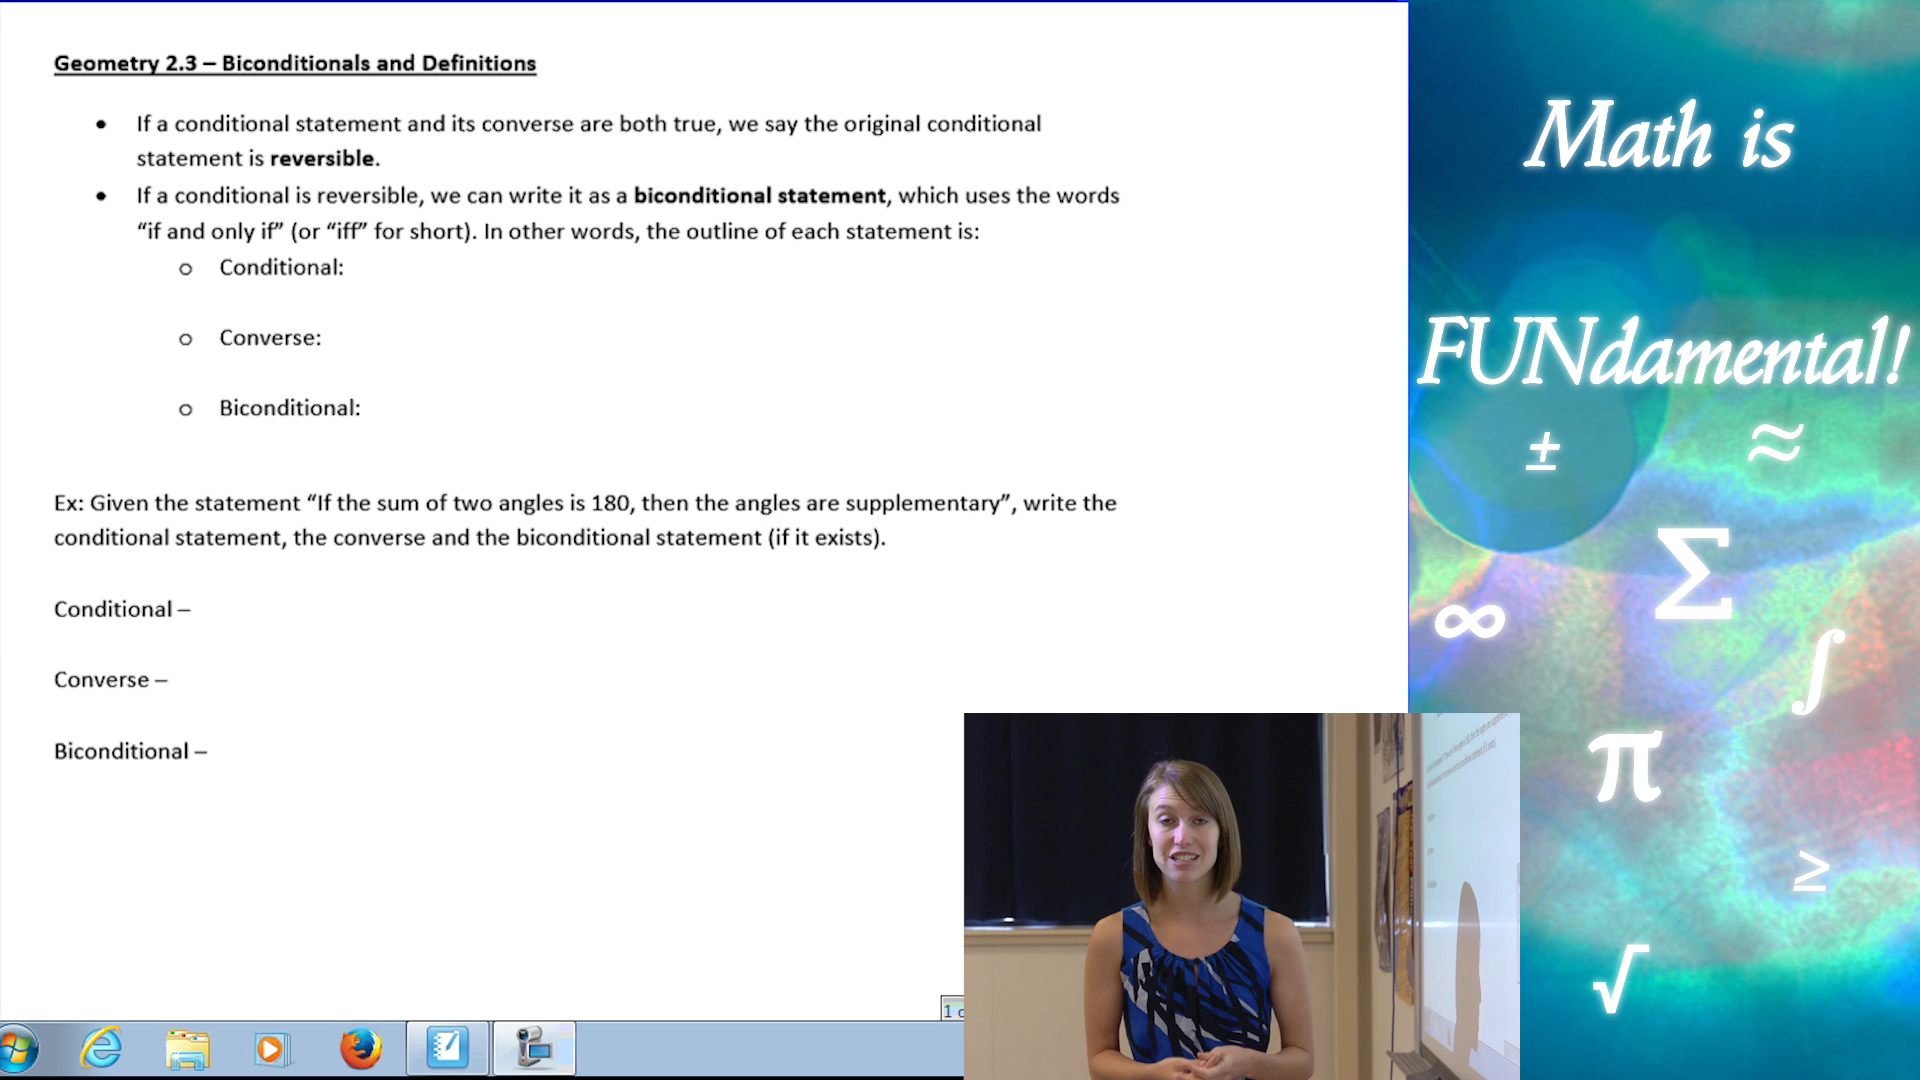 Geometry 2.3 – Biconditionals and Definitions
• If a conditional statement and its converse are both true, we say the original conditional
statement is reversible.
• If a conditional is reversible, we can write it as a biconditional statement, which uses the words
“if and only if” (or “iff” for short). In other words, the outline of each statement is:
o Conditional:
o Converse:
o Biconditional:
Ex: Given the statement “If the sum of two angles is 180, then the angles are supplementary”, write the
conditional statement, the converse and the biconditional statement (if it exists).
Conditional –
Converse –
Biconditional –
Math is
FUNdamental!
± ≈
Σ
∞
∫
π
≥
√